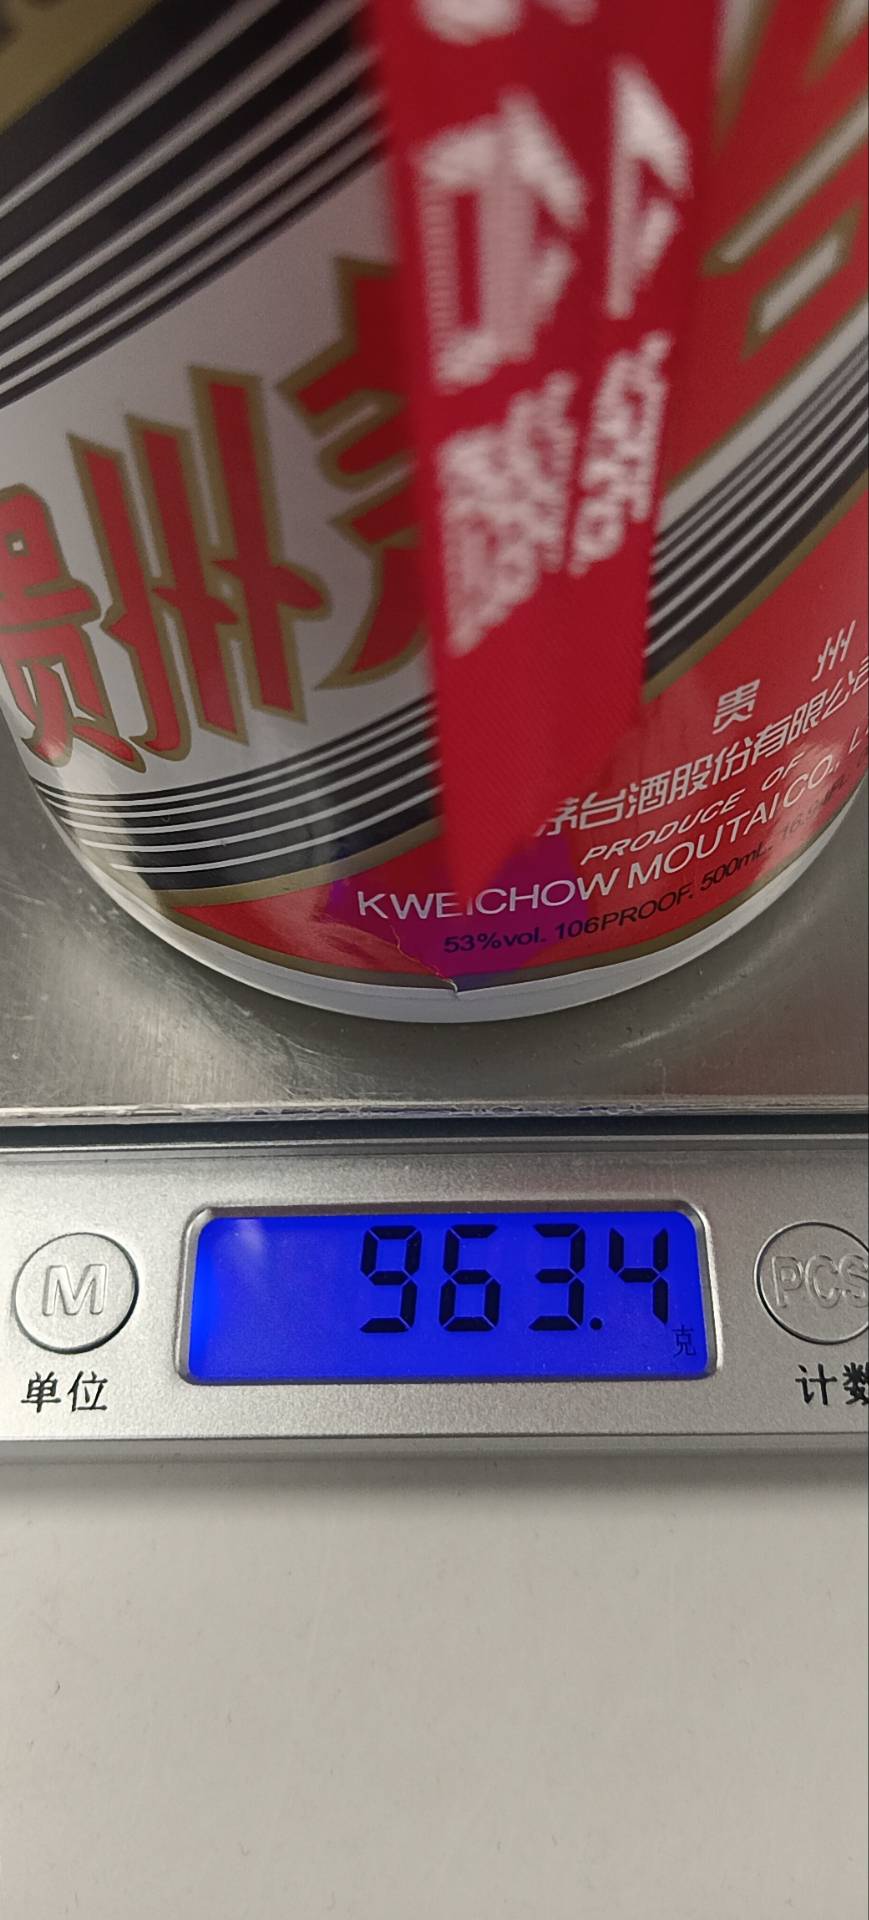 贵州
贵 州
茅台酒股份有限公司
PRODUCE OF
KWEICHOW MOUTAI CO., L
53%vol. 106PROOF. 500mL.
963.4
克
M
PCS
单位
计数